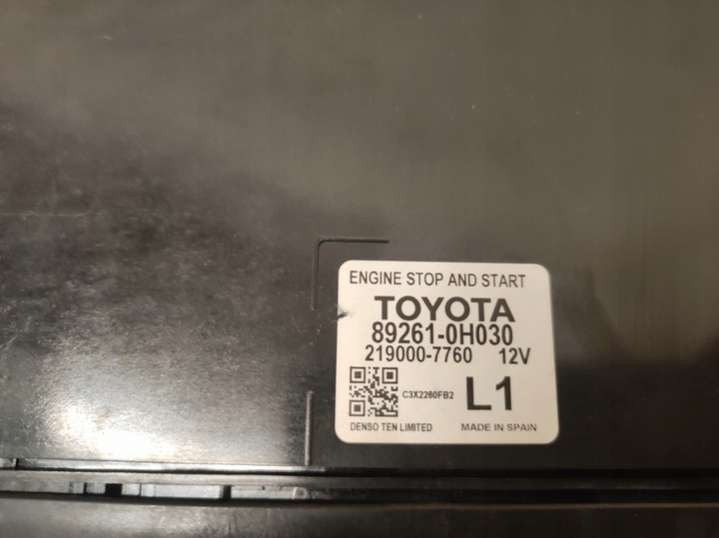 ENGINE STOP AND START
TOYOTA
89261-0H030
219000-7760 12V
C3X2260FB2
L1
DENSO TEN LIMITED MADE IN SPAIN